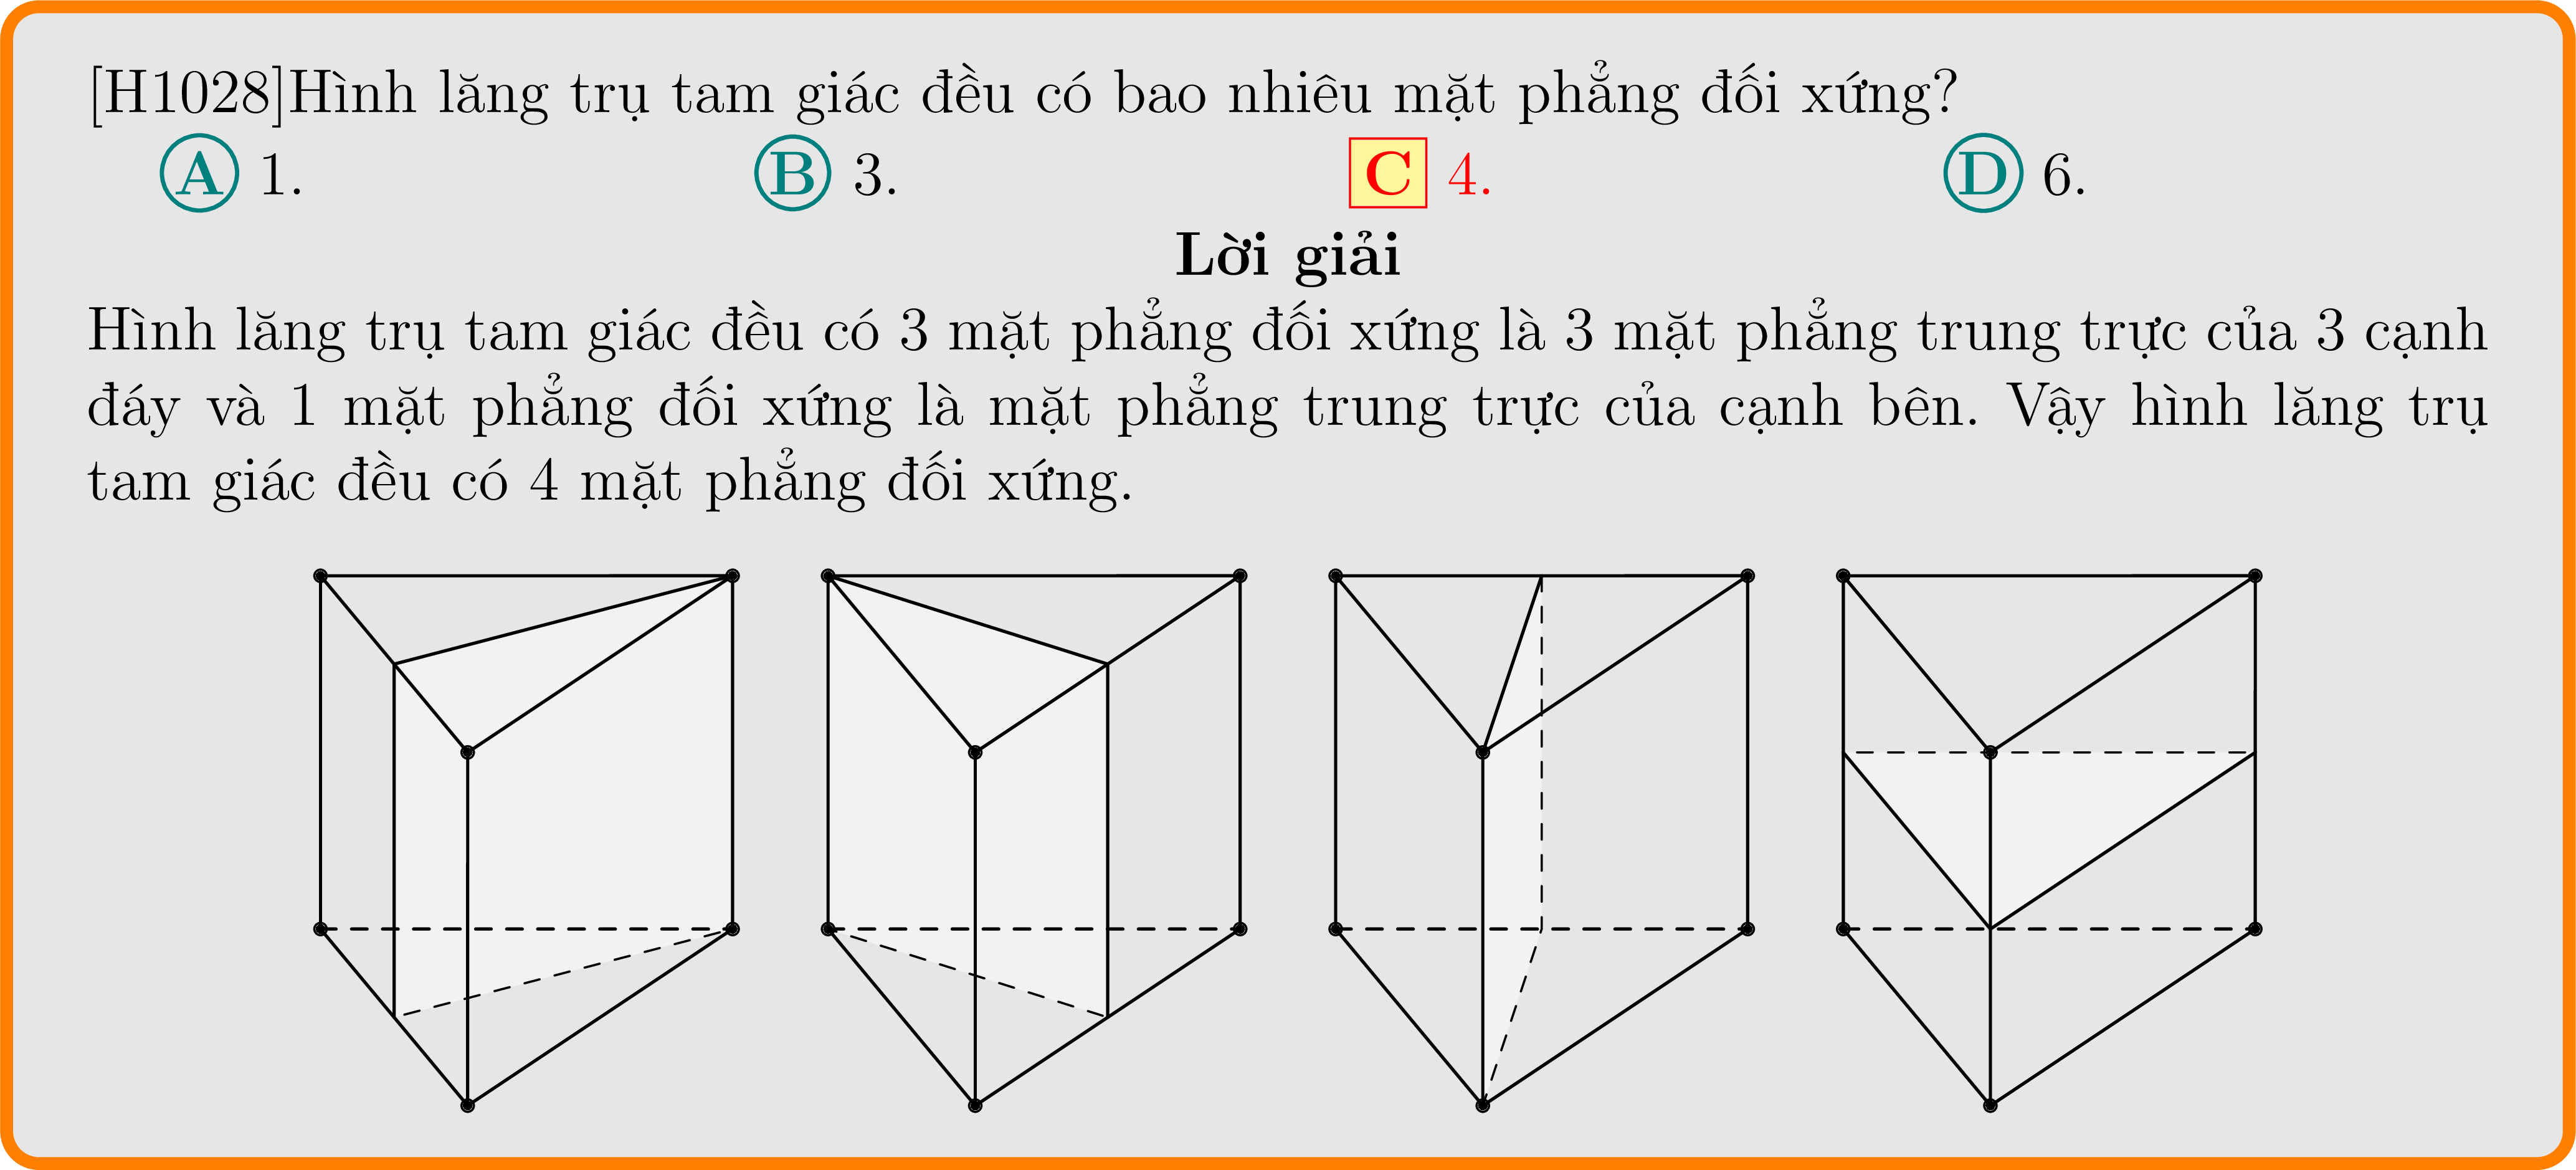 [H1028]Hình lăng trụ tam giác đều có bao nhiêu mặt phẳng đối xứng?
A 1. B 3. C 4. D 6.
Lời giải
Hình lăng trụ tam giác đều có 3 mặt phẳng đối xứng là 3 mặt phẳng trung trực của 3 cạnh
đáy và 1 mặt phẳng đối xứng là mặt phẳng trung trực của cạnh bên. Vậy hình lăng trụ
tam giác đều có 4 mặt phẳng đối xứng.